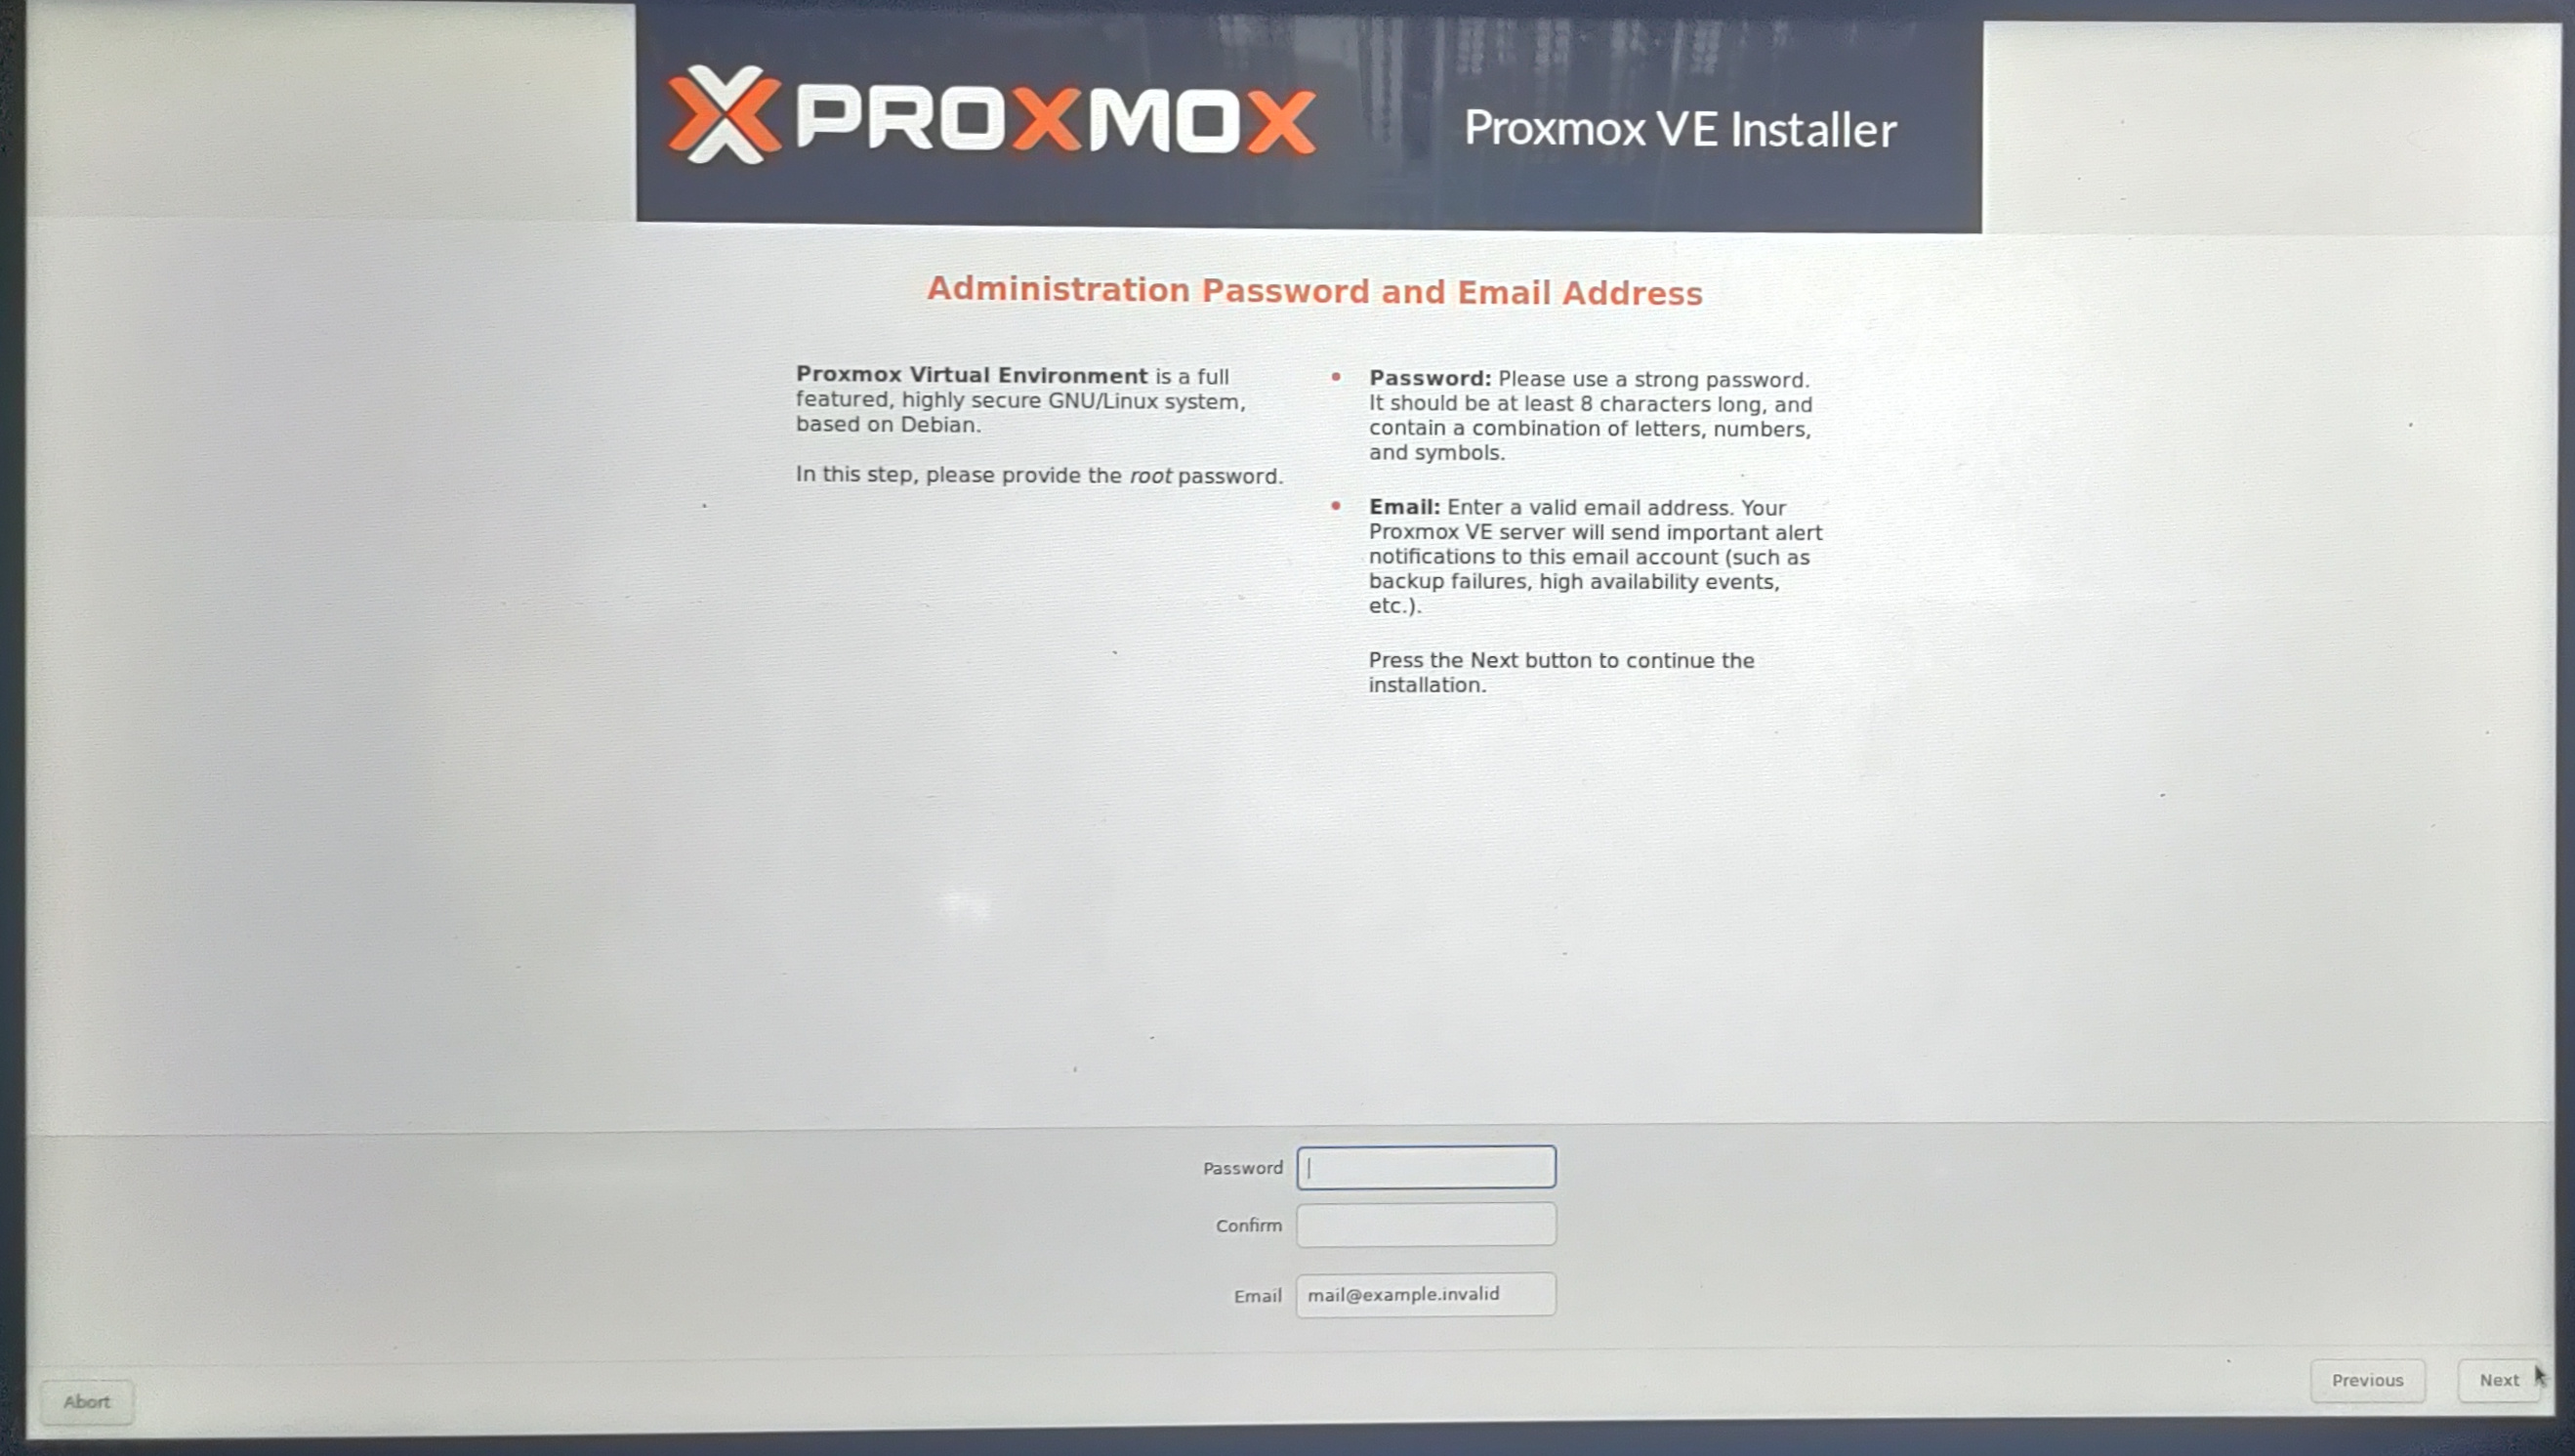 PROXMOX
Proxmox VE Installer
Administration Password and Email Address
Proxmox Virtual Environment is a full
featured, highly secure GNU/Linux system,
based on Debian.
In this step, please provide the root password.
• Password: Please use a strong password.
It should be at least 8 characters long, and
contain a combination of letters, numbers,
and symbols.
• Email: Enter a valid email address. Your
Proxmox VE server will send important alert
notifications to this email account (such as
backup failures, high availability events,
etc.).
Press the Next button to continue the
installation.
Password
Confirm
Email mail@example.invalid
Abort
Previous
Next